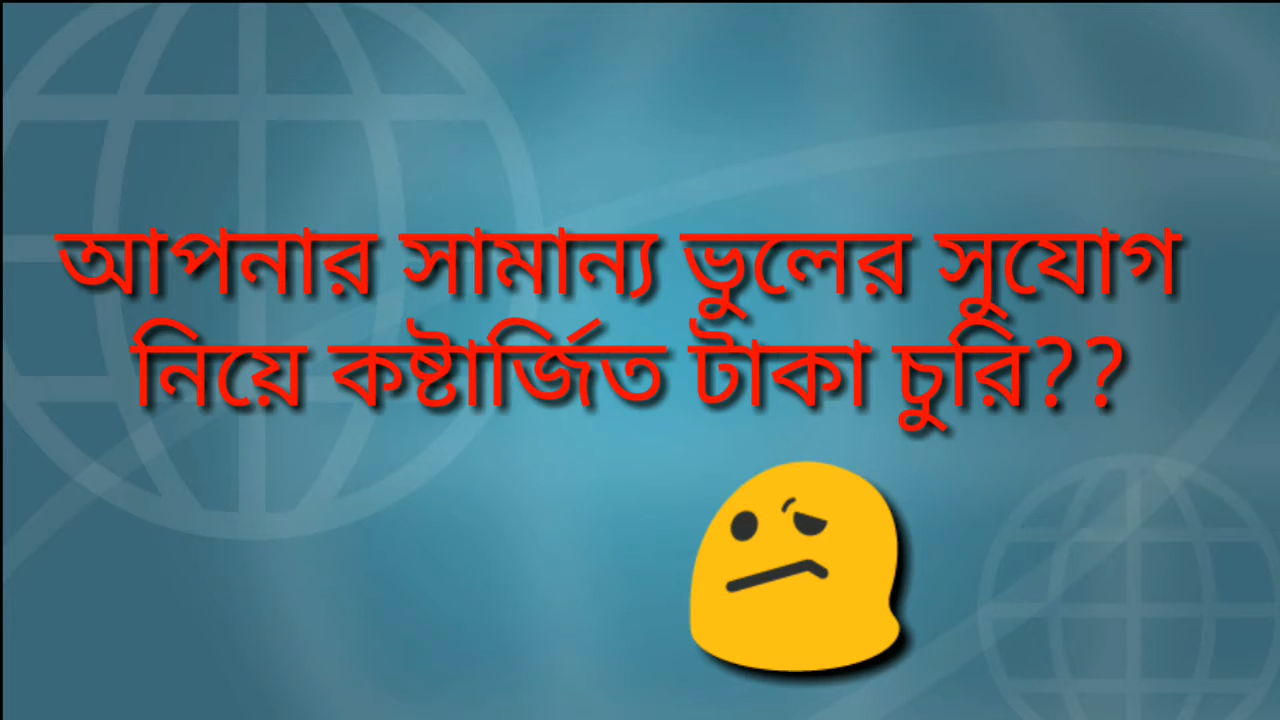 আপনার সামান্য ভুলের সুযোগ
নিয়ে কষ্টার্জিত টাকা চুরি??